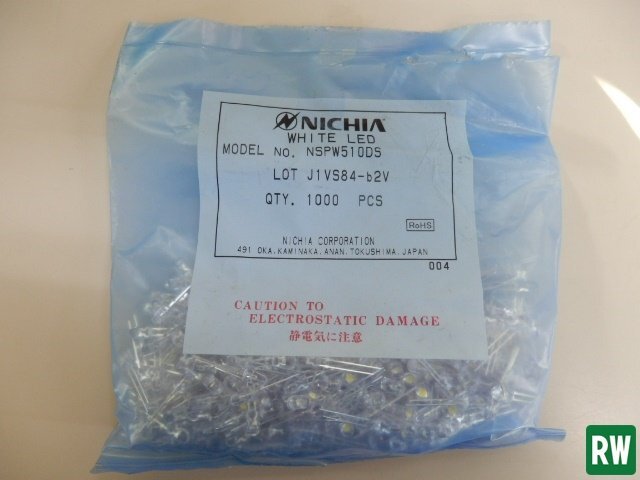 NICHIA
WHITE LED
MODEL NO. NSPW510DS
LOT J1VS84-b2V
QTY. 1000 PCS
RoHS
NICHIA CORPORATION
491 OKA,KAMINAKA,ANAN,TOKUSHIMA,JAPAN
004
CAUTION TO
ELECTROSTATIC DAMAGE
静電気に注意
RW